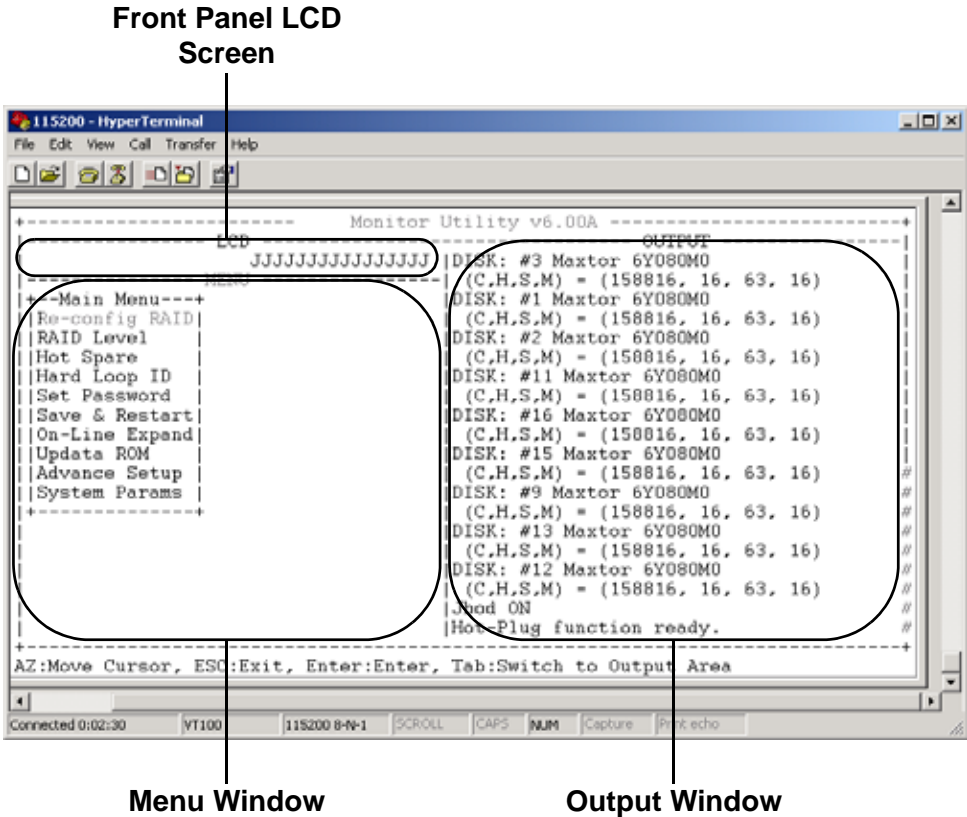 Front Panel LCD
Screen
115200 - HyperTerminal
File Edit View Call Transfer Help
Monitor Utility v6.00A
LCD
OUTPUT
JJJJJJJJJJJJJJJJ
MENU
Main Menu
Re-config RAID
RAID Level
Hot Spare
Hard Loop ID
Set Password
Save & Restart
On-Line Expand
Updata ROM
Advance Setup
System Params
DISK: #3 Maxtor 6Y080M0
(C,H,S,M) = (158816, 16, 63, 16)
DISK: #1 Maxtor 6Y080M0
(C,H,S,M) = (158816, 16, 63, 16)
DISK: #2 Maxtor 6Y080M0
(C,H,S,M) = (158816, 16, 63, 16)
DISK: #11 Maxtor 6Y080M0
(C,H,S,M) = (158816, 16, 63, 16)
DISK: #16 Maxtor 6Y080M0
(C,H,S,M) = (158816, 16, 63, 16)
DISK: #15 Maxtor 6Y080M0
(C,H,S,M) = (158816, 16, 63, 16)
DISK: #9 Maxtor 6Y080M0
(C,H,S,M) = (158816, 16, 63, 16)
DISK: #13 Maxtor 6Y080M0
(C,H,S,M) = (158816, 16, 63, 16)
DISK: #12 Maxtor 6Y080M0
(C,H,S,M) = (158816, 16, 63, 16)
Jbod ON
Hot-Plug function ready.
AZ:Move Cursor, ESC:Exit, Enter:Enter, Tab:Switch to Output Area
Connected 0:02:30 VT100 115200 8-N-1 SCROLL CAPS NUM Capture Print echo
Menu Window
Output Window